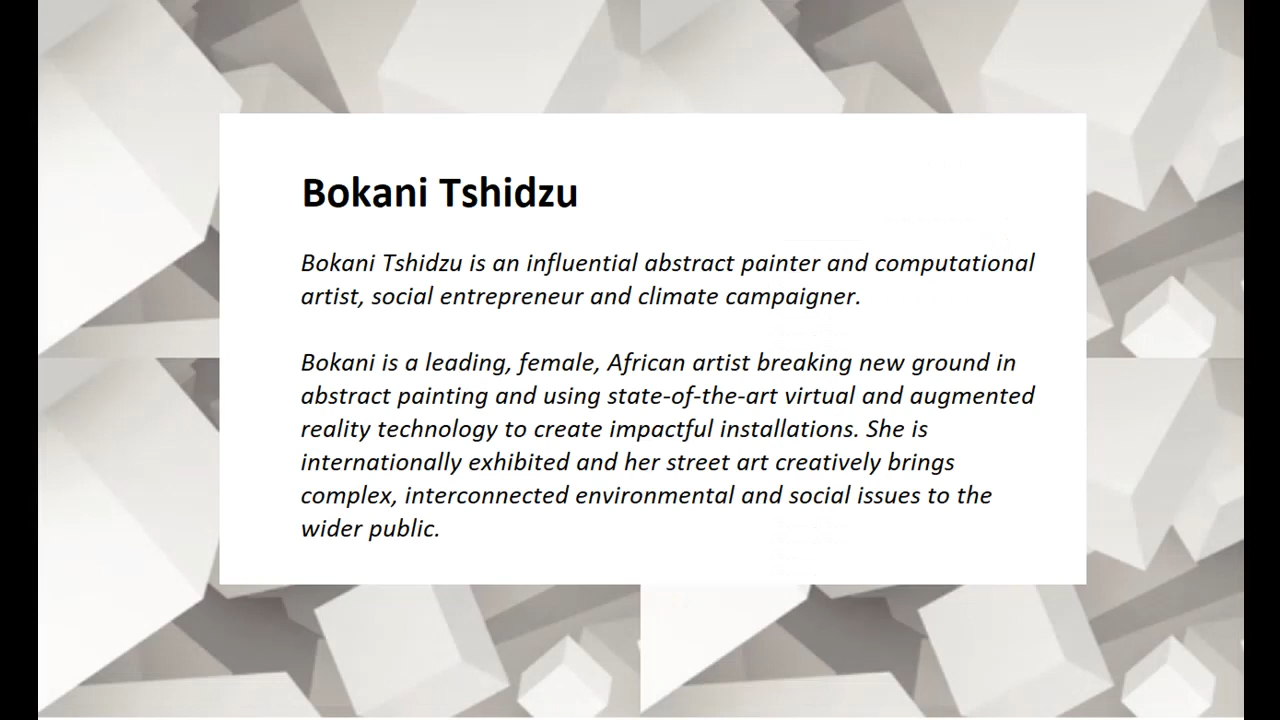 Bokani Tshidzu
Bokani Tshidzu is an influential abstract painter and computational
artist, social entrepreneur and climate campaigner.
Bokani is a leading, female, African artist breaking new ground in
abstract painting and using state-of-the-art virtual and augmented
reality technology to create impactful installations. She is
internationally exhibited and her street art creatively brings
complex, interconnected environmental and social issues to the
wider public.